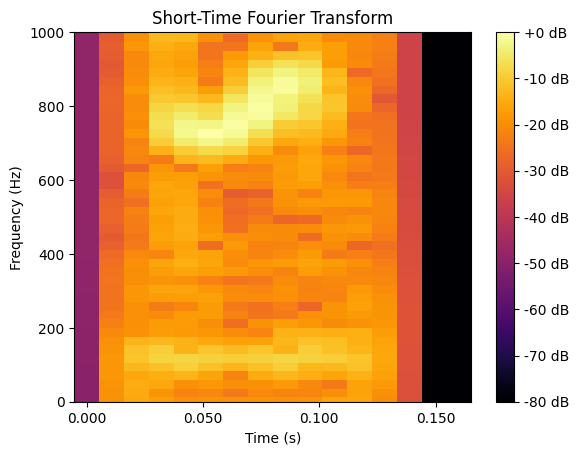 Short-Time Fourier Transform
1000
800
600
400
200
0
Frequency (Hz)
0.000
0.050
0.100
0.150
Time (s)
+0 dB
-10 dB
-20 dB
-30 dB
-40 dB
-50 dB
-60 dB
-70 dB
-80 dB